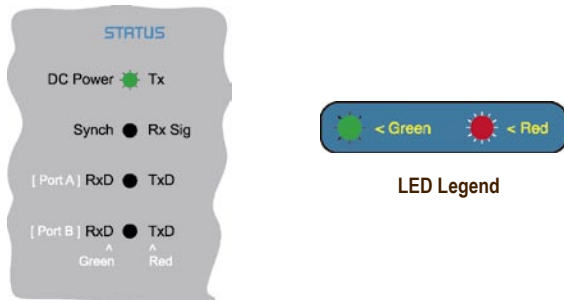 STATUS
DC Power Tx
Synch Rx Sig
[ Port A ] RxD TxD
[ Port B ] RxD TxD
^ ^
Green Red
< Green < Red
LED Legend